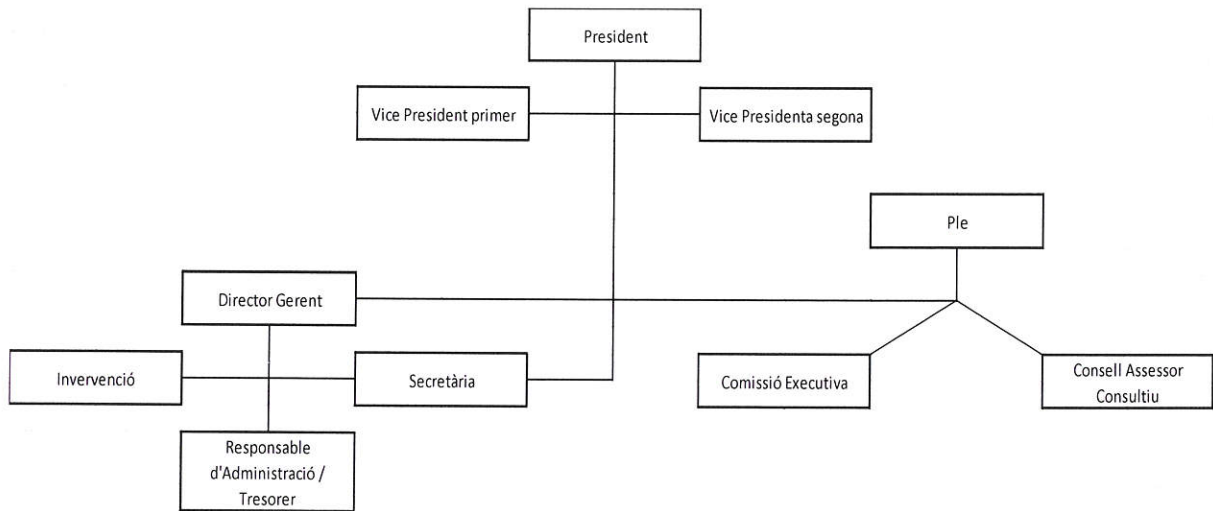 President
Vice President primer
Vice Presidenta segona
Ple
Director Gerent
Invervenció
Secretària
Comissió Executiva
Consell Assessor
Consultiu
Responsable
d'Administració /
Tresorer